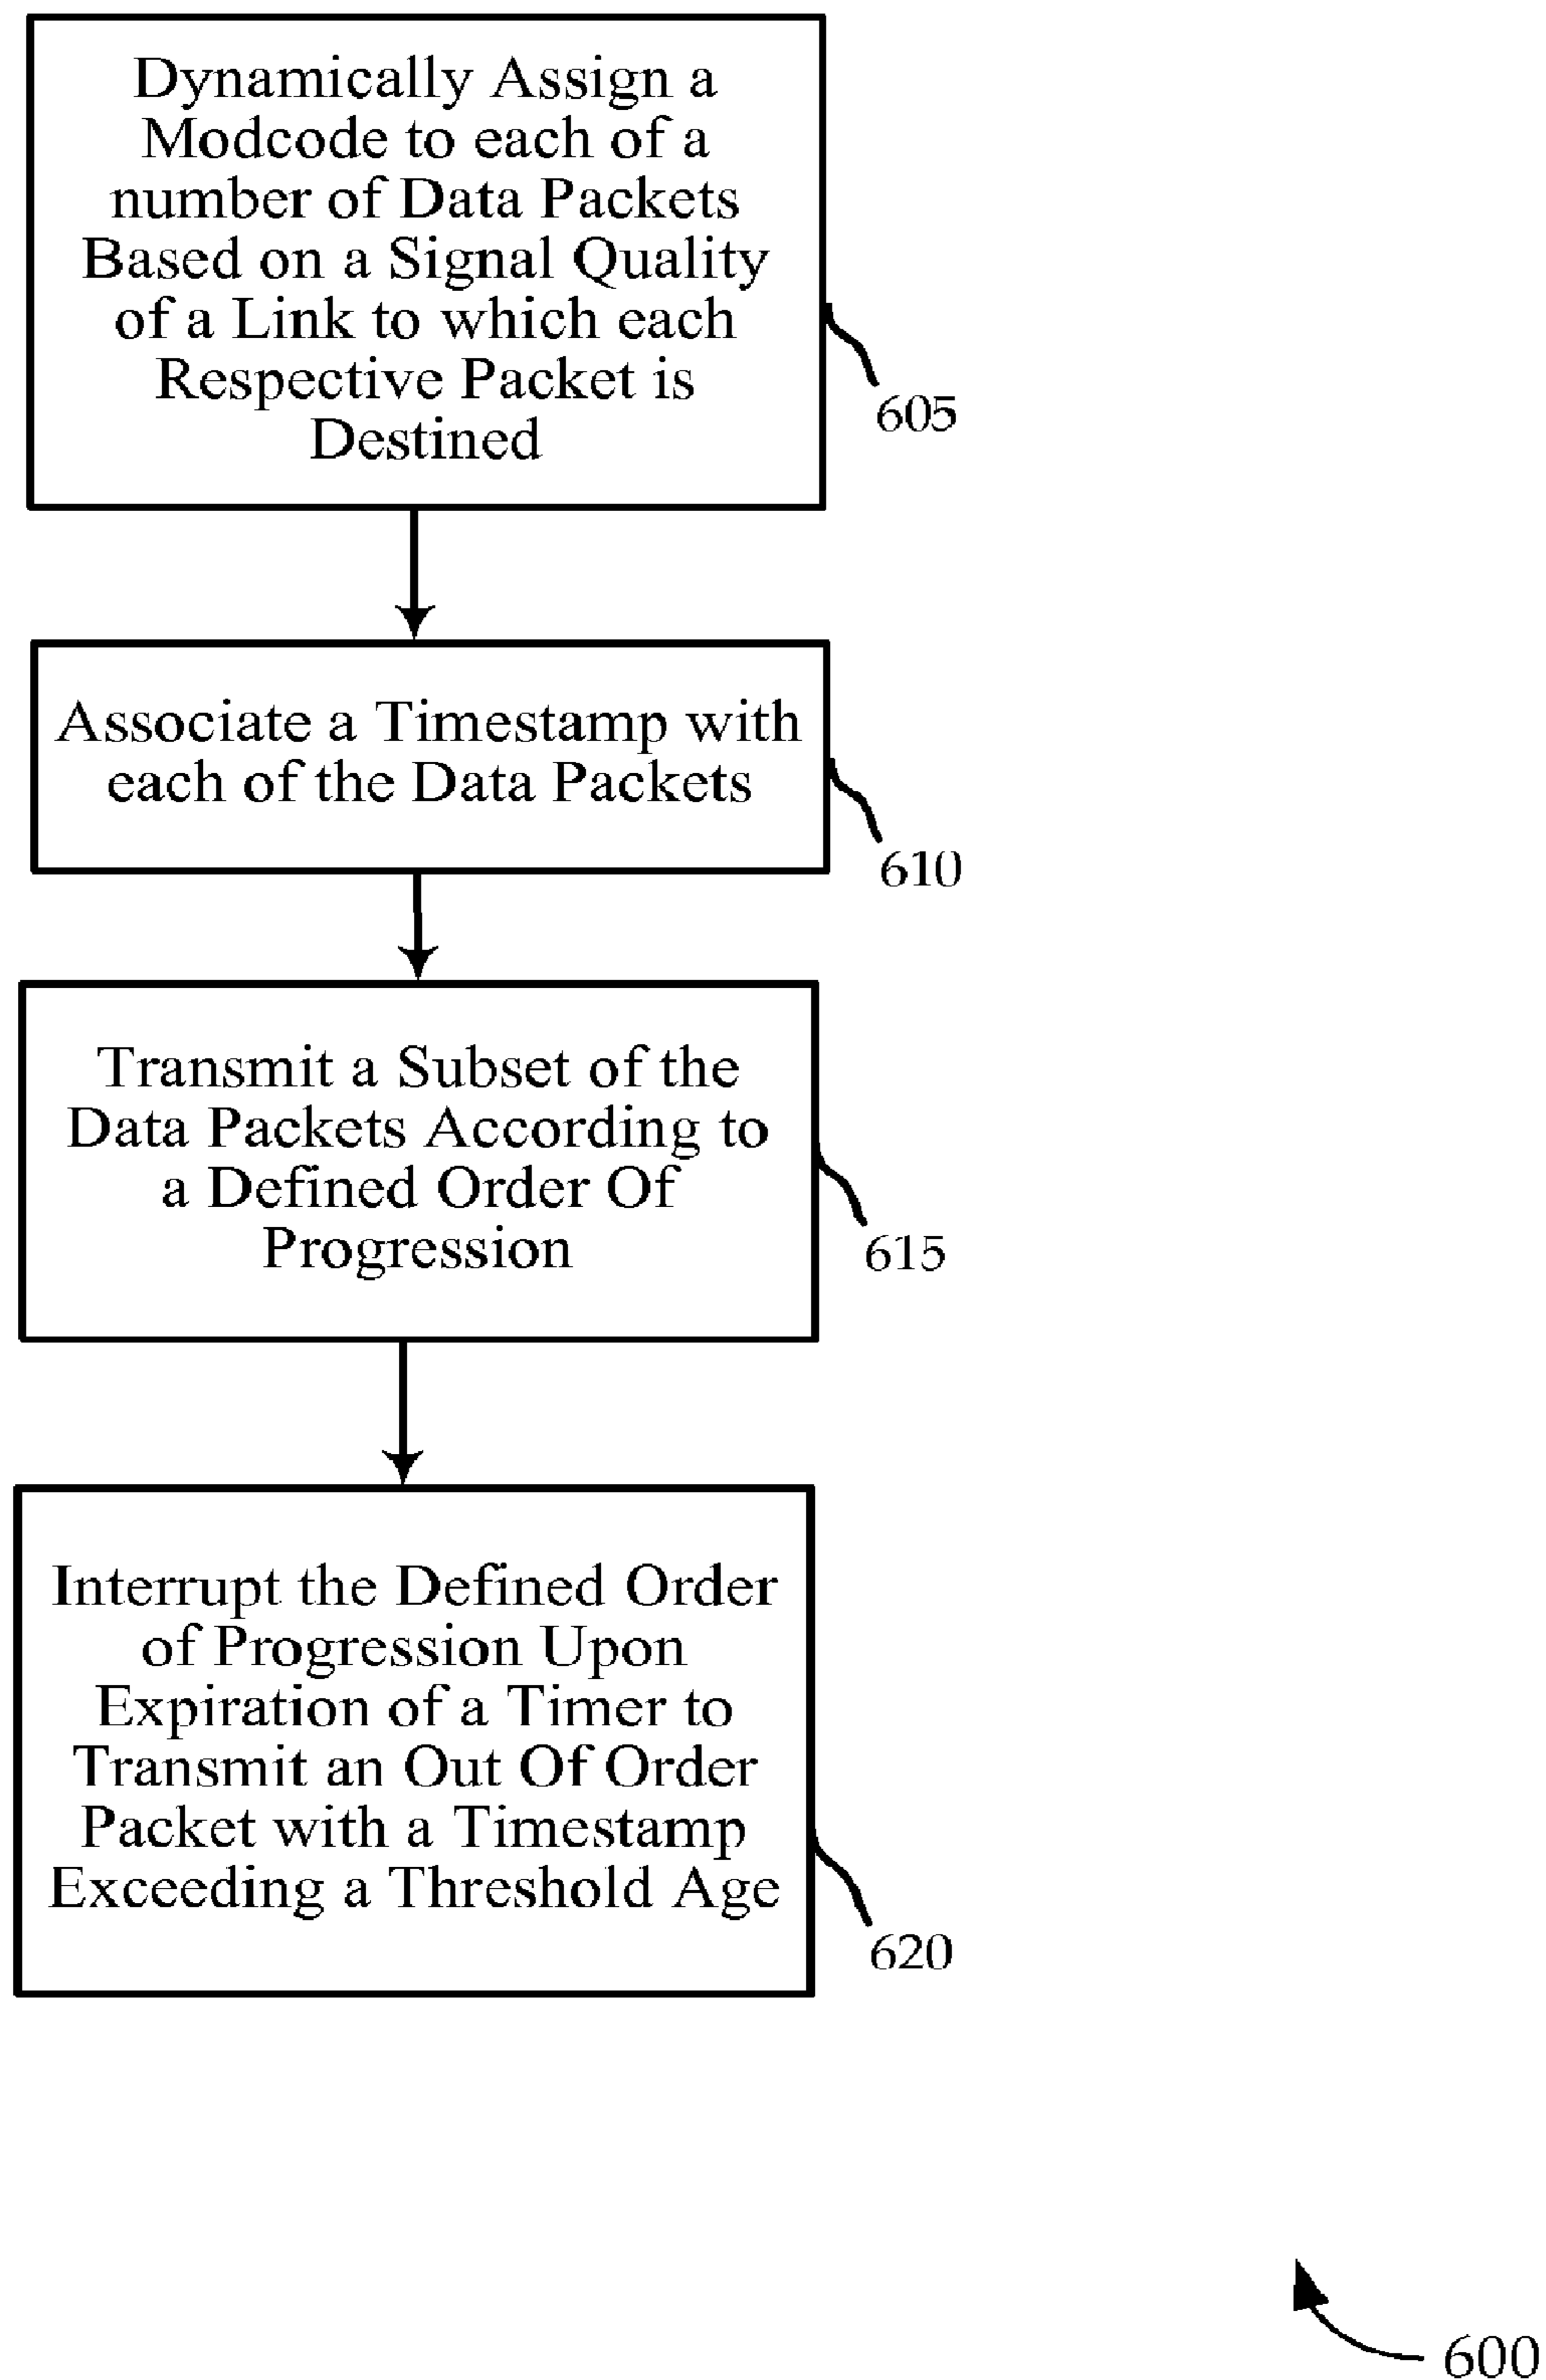 Dynamically Assign a
Modcode to each of a
number of Data Packets
Based on a Signal Quality
of a Link to which each
Respective Packet is
Destined
605
Associate a Timestamp with
each of the Data Packets
610
Transmit a Subset of the
Data Packets According to
a Defined Order Of
Progression
615
Interrupt the Defined Order
of Progression Upon
Expiration of a Timer to
Transmit an Out Of Order
Packet with a Timestamp
Exceeding a Threshold Age
620
600